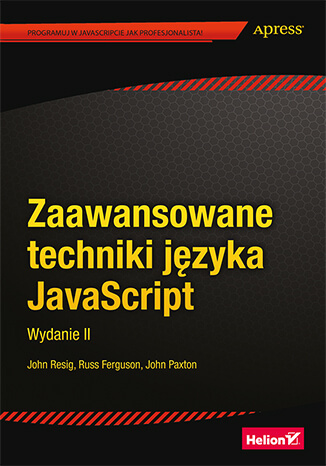 PROGRAMUJ W JAVASCRIPCIE JAK PROFESJONALISTA!
Apress®
Zaawansowane
techniki języka
JavaScript
Wydanie II
John Resig, Russ Ferguson, John Paxton
Helion